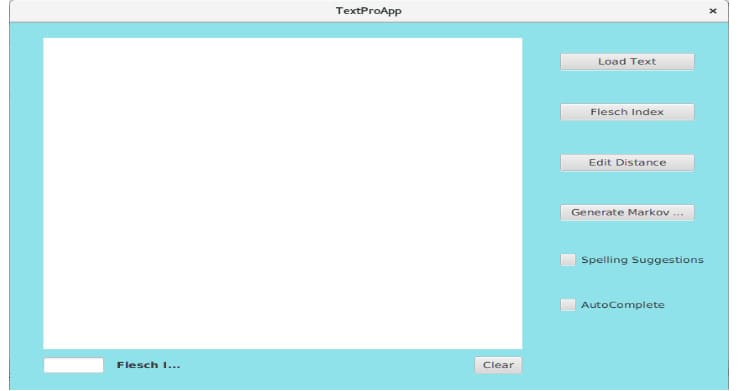 TextProApp ×
Load Text
Flesch Index
Edit Distance
Generate Markov ...
Spelling Suggestions
AutoComplete
Flesch I...
Clear